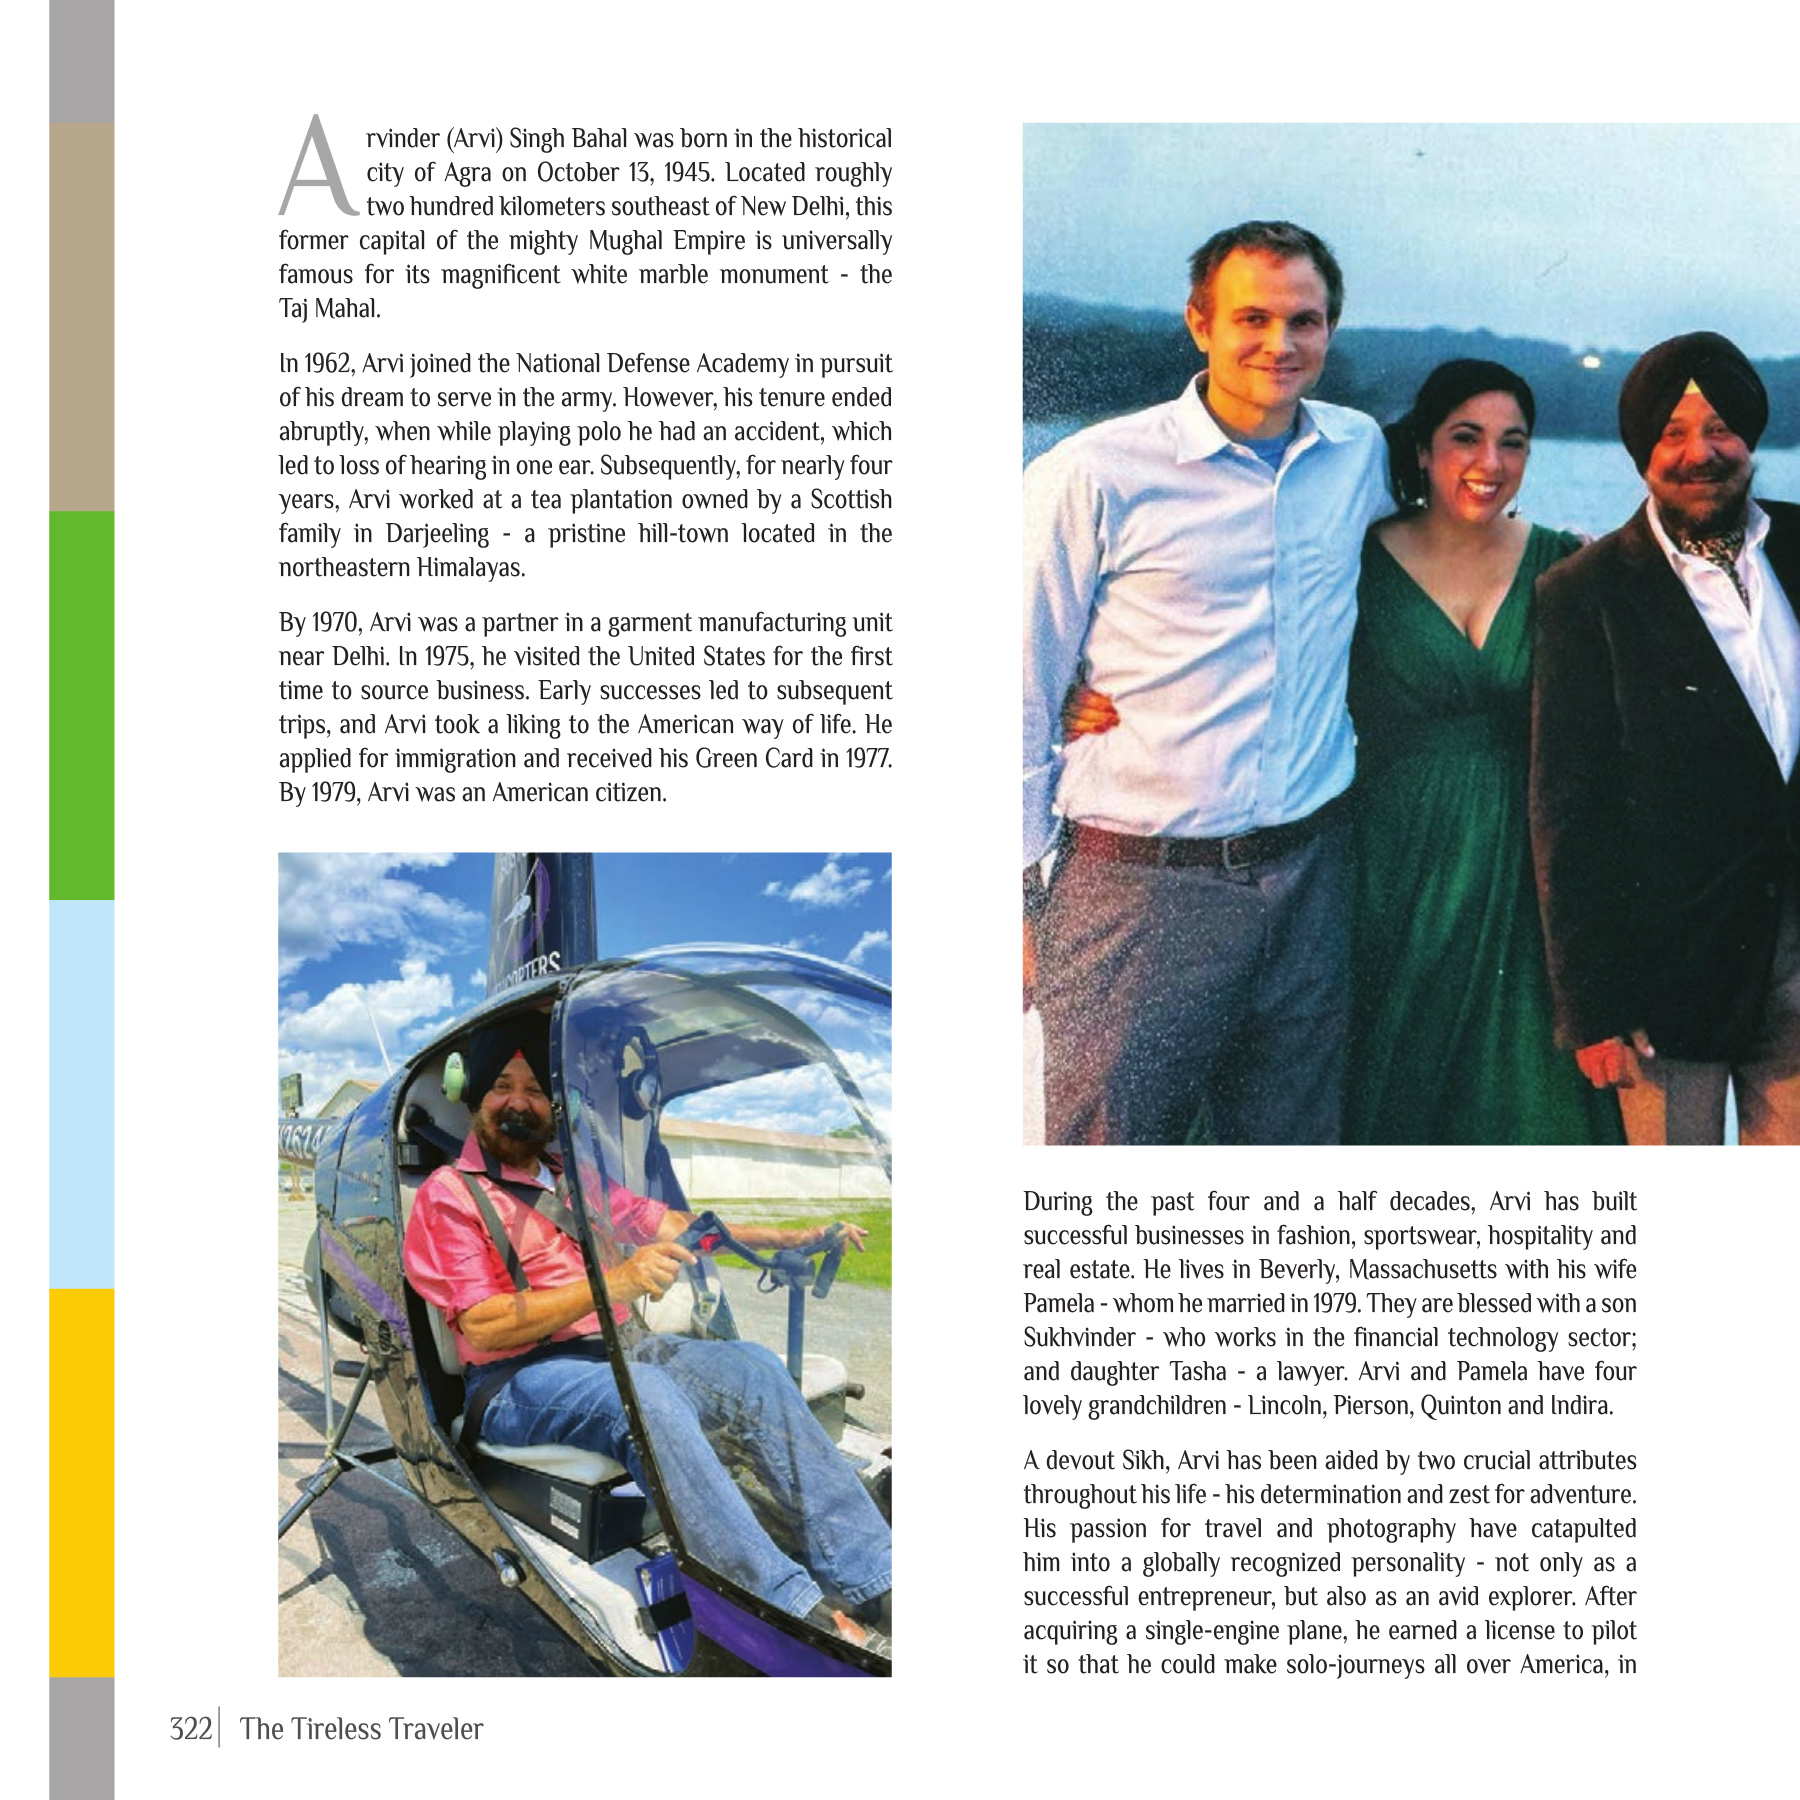 Arvinder (Arvi) Singh Bahal was born in the historical
city of Agra on October 13, 1945. Located roughly
two hundred kilometers southeast of New Delhi, this
former capital of the mighty Mughal Empire is universally
famous for its magnificent white marble monument - the
Taj Mahal.
In 1962, Arvi joined the National Defense Academy in pursuit
of his dream to serve in the army. However, his tenure ended
abruptly, when while playing polo he had an accident, which
led to loss of hearing in one ear. Subsequently, for nearly four
years, Arvi worked at a tea plantation owned by a Scottish
family in Darjeeling - a pristine hill-town located in the
northeastern Himalayas.
By 1970, Arvi was a partner in a garment manufacturing unit
near Delhi. In 1975, he visited the United States for the first
time to source business. Early successes led to subsequent
trips, and Arvi took a liking to the American way of life. He
applied for immigration and received his Green Card in 1977.
By 1979, Arvi was an American citizen.
During the past four and a half decades, Arvi has built
successful businesses in fashion, sportswear, hospitality and
real estate. He lives in Beverly, Massachusetts with his wife
Pamela - whom he married in 1979. They are blessed with a son
Sukhvinder - who works in the financial technology sector;
and daughter Tasha - a lawyer. Arvi and Pamela have four
lovely grandchildren - Lincoln, Pierson, Quinton and Indira.
A devout Sikh, Arvi has been aided by two crucial attributes
throughout his life - his determination and zest for adventure.
His passion for travel and photography have catapulted
him into a globally recognized personality - not only as a
successful entrepreneur, but also as an avid explorer. After
acquiring a single-engine plane, he earned a license to pilot
it so that he could make solo-journeys all over America, in
322 The Tireless Traveler